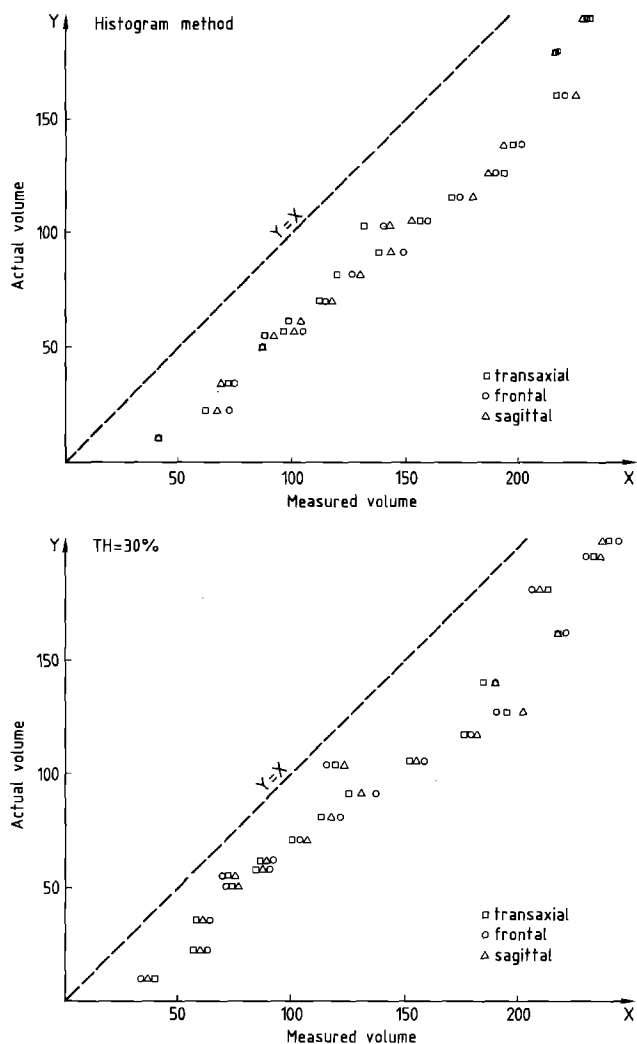 Y
Histogram method
150
100
50
Actual volume
Y=X
□ transaxial
○ frontal
△ sagittal
50
100
150
200
X
Measured volume
Y
TH=30%
150
100
50
Actual volume
Y=X
□ transaxial
○ frontal
△ sagittal
50
100
150
200
X
Measured volume